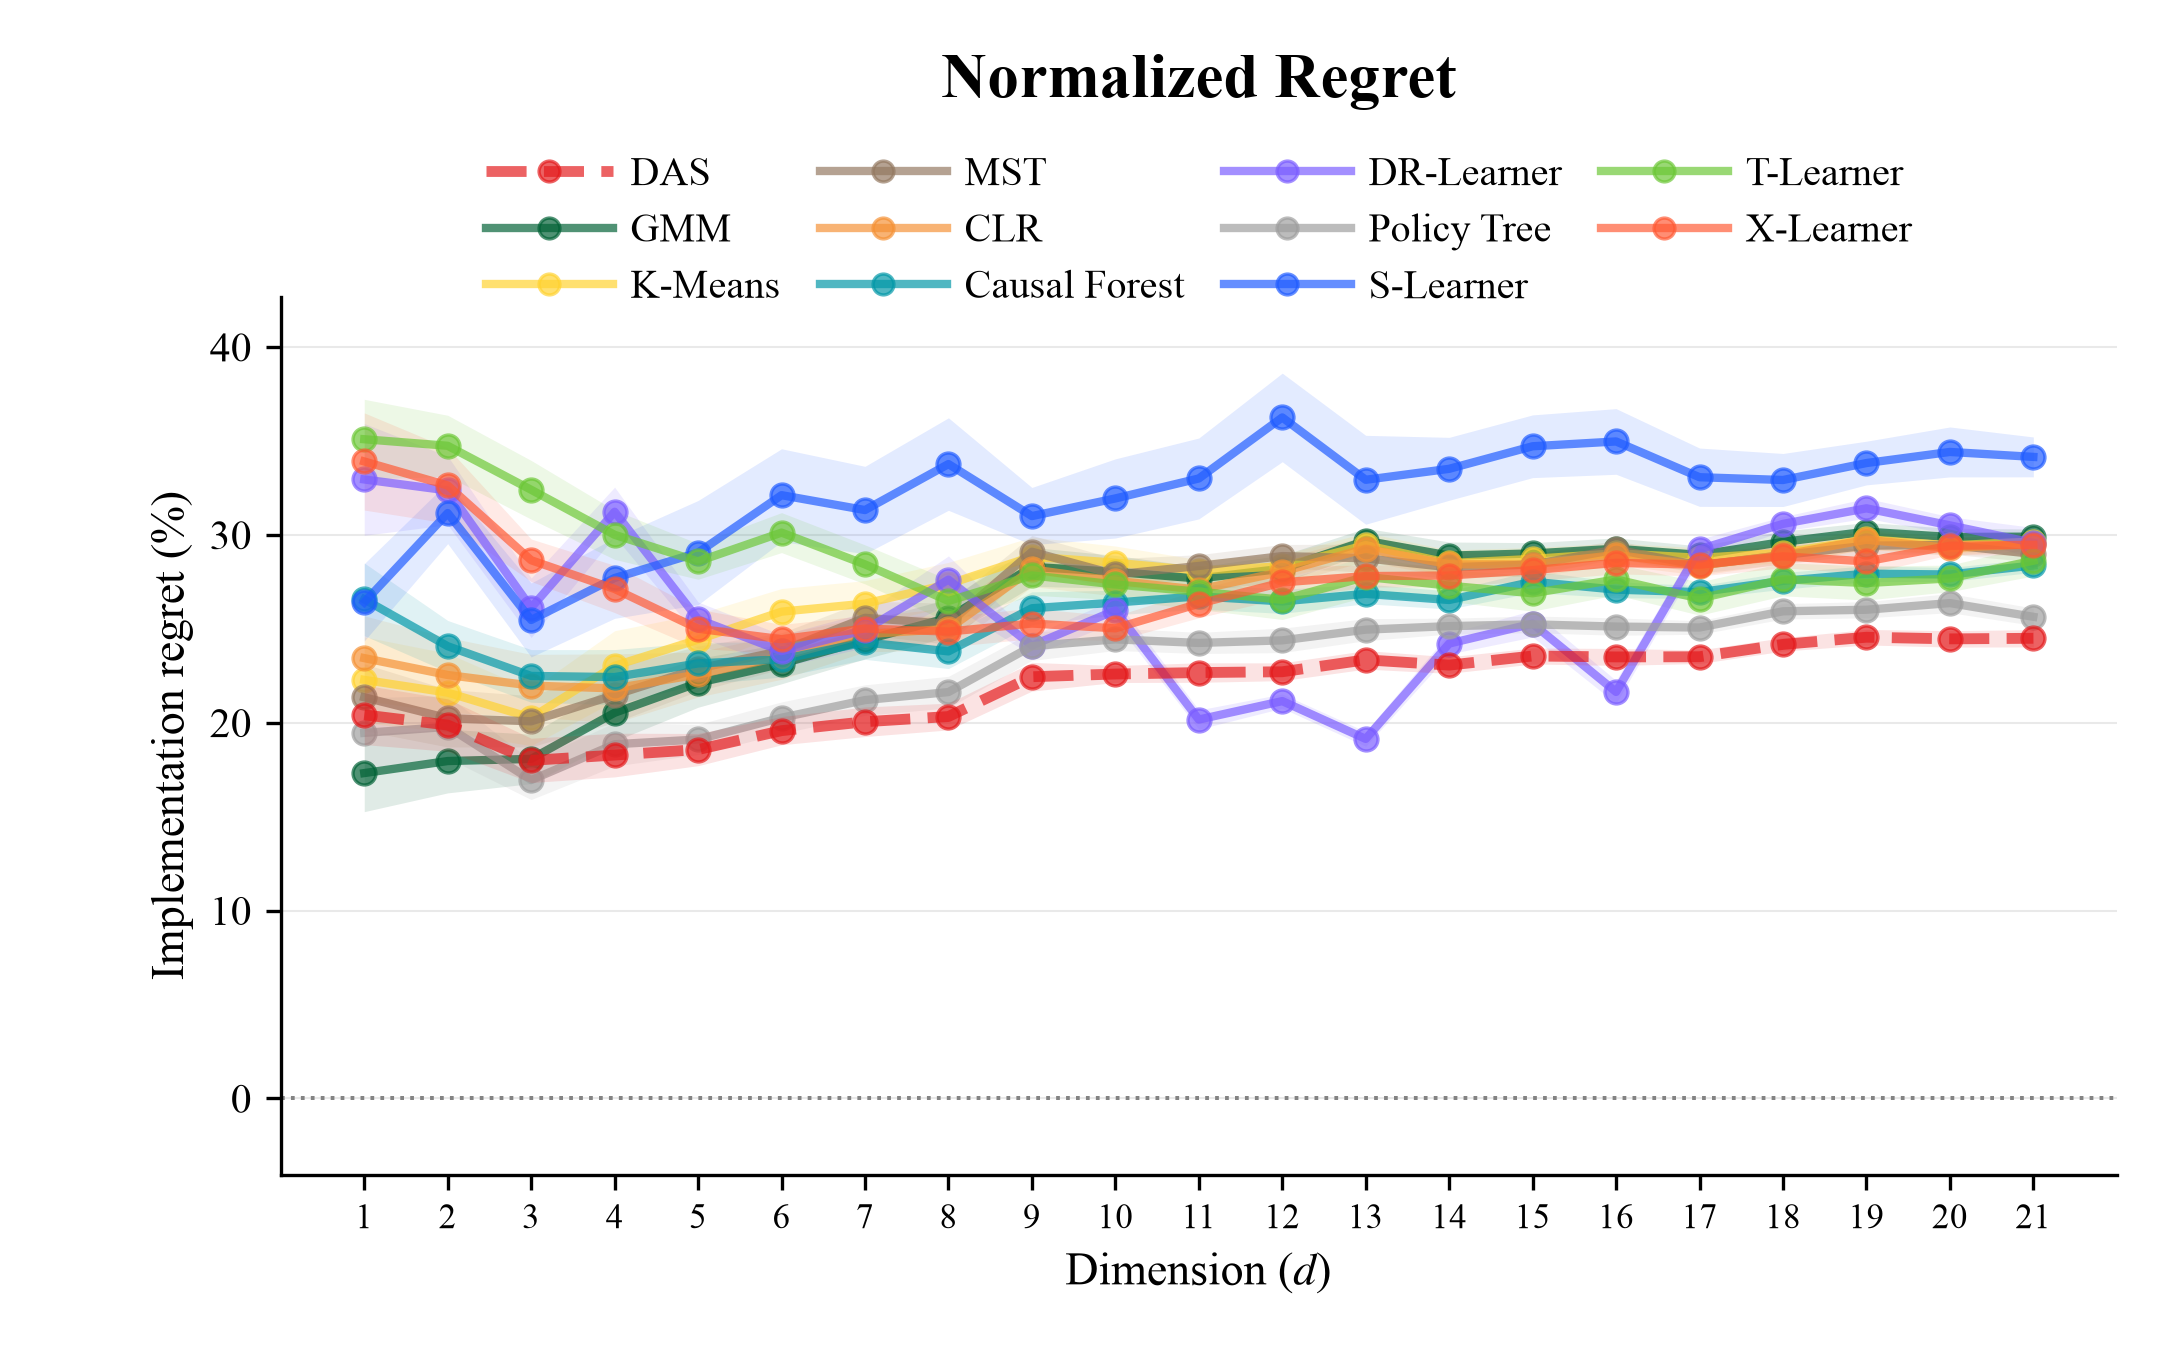 Normalized Regret
DAS
GMM
K-Means
MST
CLR
Causal Forest
DR-Learner
Policy Tree
S-Learner
T-Learner
X-Learner
Implementation regret (%)
40
30
20
10
0
1 2 3 4 5 6 7 8 9 10 11 12 13 14 15 16 17 18 19 20 21
Dimension (d)